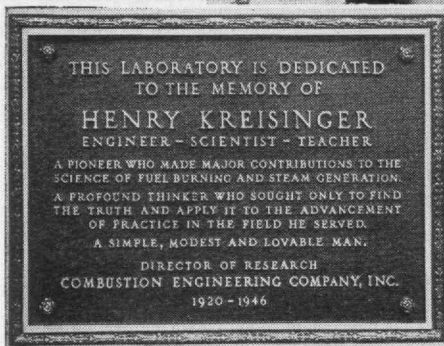 THIS LABORATORY IS DEDICATED
TO THE MEMORY OF
HENRY KREISINGER
ENGINEER - SCIENTIST - TEACHER
A PIONEER WHO MADE MAJOR CONTRIBUTIONS TO THE
SCIENCE OF FUEL BURNING AND STEAM GENERATION.
A PROFOUND THINKER WHO SOUGHT ONLY TO FIND
THE TRUTH AND APPLY IT TO THE ADVANCEMENT
OF PRACTICE IN THE FIELD HE SERVED.
A SIMPLE, MODEST AND LOVABLE MAN.
DIRECTOR OF RESEARCH
COMBUSTION ENGINEERING COMPANY, INC.
1920 - 1946